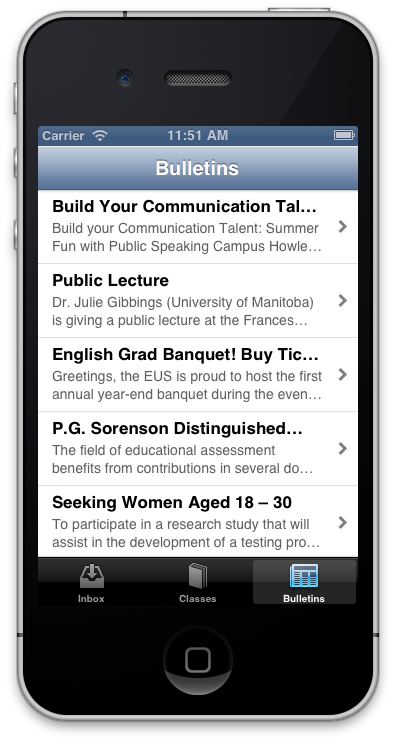 Carrier 11:51 AM
Bulletins
Build Your Communication Tal...
Build your Communication Talent: Summer
Fun with Public Speaking Campus Howle...
Public Lecture
Dr. Julie Gibbings (University of Manitoba)
is giving a public lecture at the Frances...
English Grad Banquet! Buy Tic...
Greetings, the EUS is proud to host the first
annual year-end banquet during the even...
P.G. Sorenson Distinguished...
The field of educational assessment
benefits from contributions in several do...
Seeking Women Aged 18 – 30
To participate in a research study that will
assist in the development of a testing pro...
Inbox Classes Bulletins